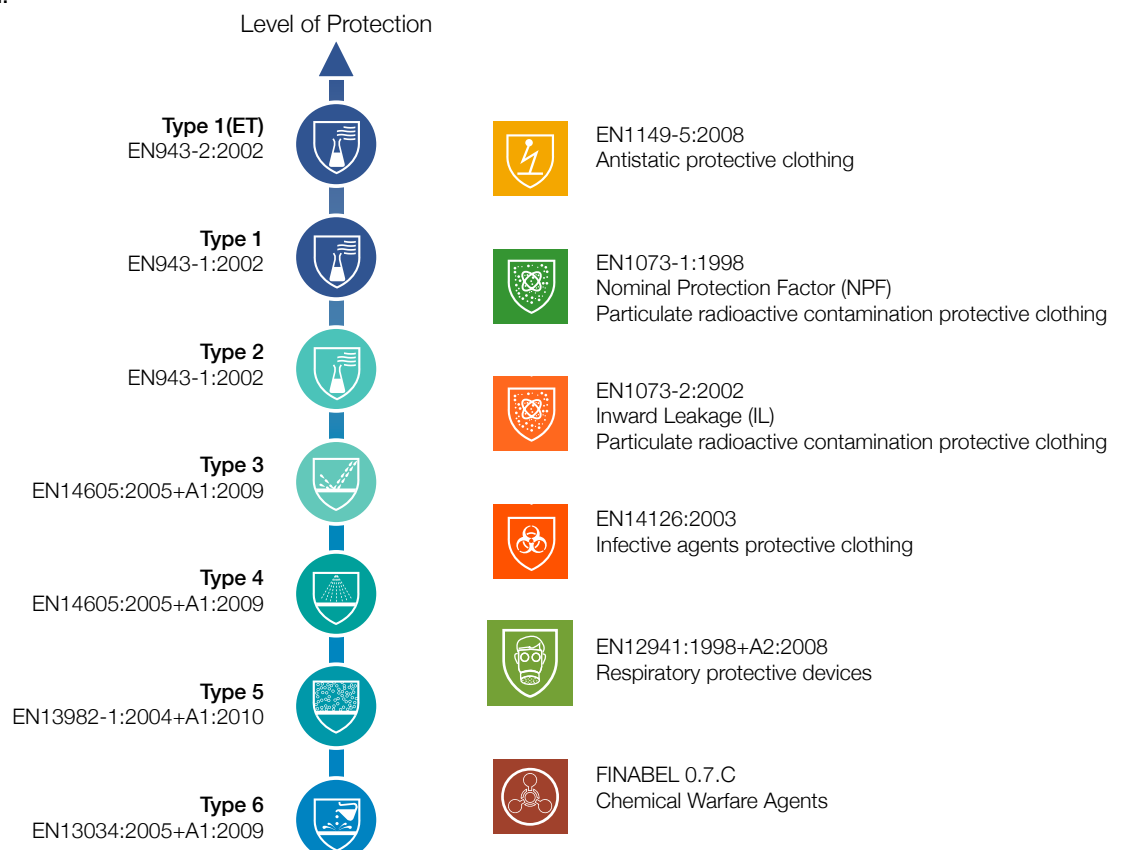 Level of Protection
Type 1(ET)
EN943-2:2002
Type 1
EN943-1:2002
Type 2
EN943-1:2002
Type 3
EN14605:2005+A1:2009
Type 4
EN14605:2005+A1:2009
Type 5
EN13982-1:2004+A1:2010
Type 6
EN13034:2005+A1:2009
EN1149-5:2008
Antistatic protective clothing
EN1073-1:1998
Nominal Protection Factor (NPF)
Particulate radioactive contamination protective clothing
EN1073-2:2002
Inward Leakage (IL)
Particulate radioactive contamination protective clothing
EN14126:2003
Infective agents protective clothing
EN12941:1998+A2:2008
Respiratory protective devices
FINABEL 0.7.C
Chemical Warfare Agents